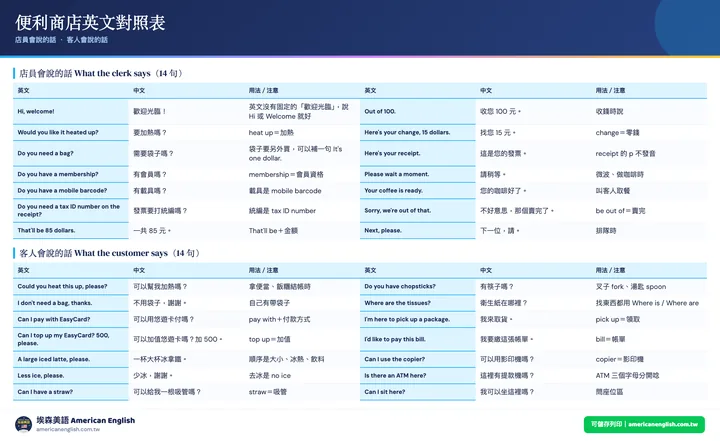 便利商店英文對照表
店員會說的話 · 客人會說的話
店員會說的話 What the clerk says（14 句）
英文 中文 用法 / 注意 英文 中文 用法 / 注意
Hi, welcome! 歡迎光臨！ 英文沒有固定的「歡迎光臨」，說 Hi 或 Welcome 就好 Out of 100. 收您 100 元。 收錢時說
Would you like it heated up? 要加熱嗎？ heat up＝加熱 Here's your change, 15 dollars. 找您 15 元。 change＝零錢
Do you need a bag? 需要袋子嗎？ 袋子要另外買，可以補一句 It's one dollar. Here's your receipt. 這是您的發票。 receipt 的 p 不發音
Do you have a membership? 有會員嗎？ membership＝會員資格 Please wait a moment. 請稍等。 微波、做咖啡時
Do you have a mobile barcode? 有載具嗎？ 載具是 mobile barcode Your coffee is ready. 您的咖啡好了。 叫客人取餐
Do you need a tax ID number on the receipt? 發票要打統編嗎？ 統編是 tax ID number Sorry, we're out of that. 不好意思，那個賣完了。 be out of＝賣完
That'll be 85 dollars. 一共 85 元。 That'll be＋金額 Next, please. 下一位，請。 排隊時
客人會說的話 What the customer says（14 句）
英文 中文 用法 / 注意 英文 中文 用法 / 注意
Could you heat this up, please? 可以幫我加熱嗎？ 拿便當、飯糰結帳時 Do you have chopsticks? 有筷子嗎？ 叉子 fork、湯匙 spoon
I don't need a bag, thanks. 不用袋子，謝謝。 自己有帶袋子 Where are the tissues? 衛生紙在哪裡？ 找東西都用 Where is / Where are
Can I pay with EasyCard? 可以用悠遊卡付嗎？ pay with＋付款方式 I'm here to pick up a package. 我來取貨。 pick up＝領取
Can I top up my EasyCard? 500, please. 可以加值悠遊卡嗎？加 500。 top up＝加值 I'd like to pay this bill. 我要繳這張帳單。 bill＝帳單
A large iced latte, please. 一杯大杯冰拿鐵。 順序是大小、冰熱、飲料 Can I use the copier? 可以用影印機嗎？ copier＝影印機
Less ice, please. 少冰，謝謝。 去冰是 no ice Is there an ATM here? 這裡有提款機嗎？ ATM 三個字母分開唸
Can I have a straw? 可以給我一根吸管嗎？ straw＝吸管 Can I sit here? 我可以坐這裡嗎？ 問座位區
埃森美語 American English
americanenglish.com.tw
可儲存列印｜americanenglish.com.tw